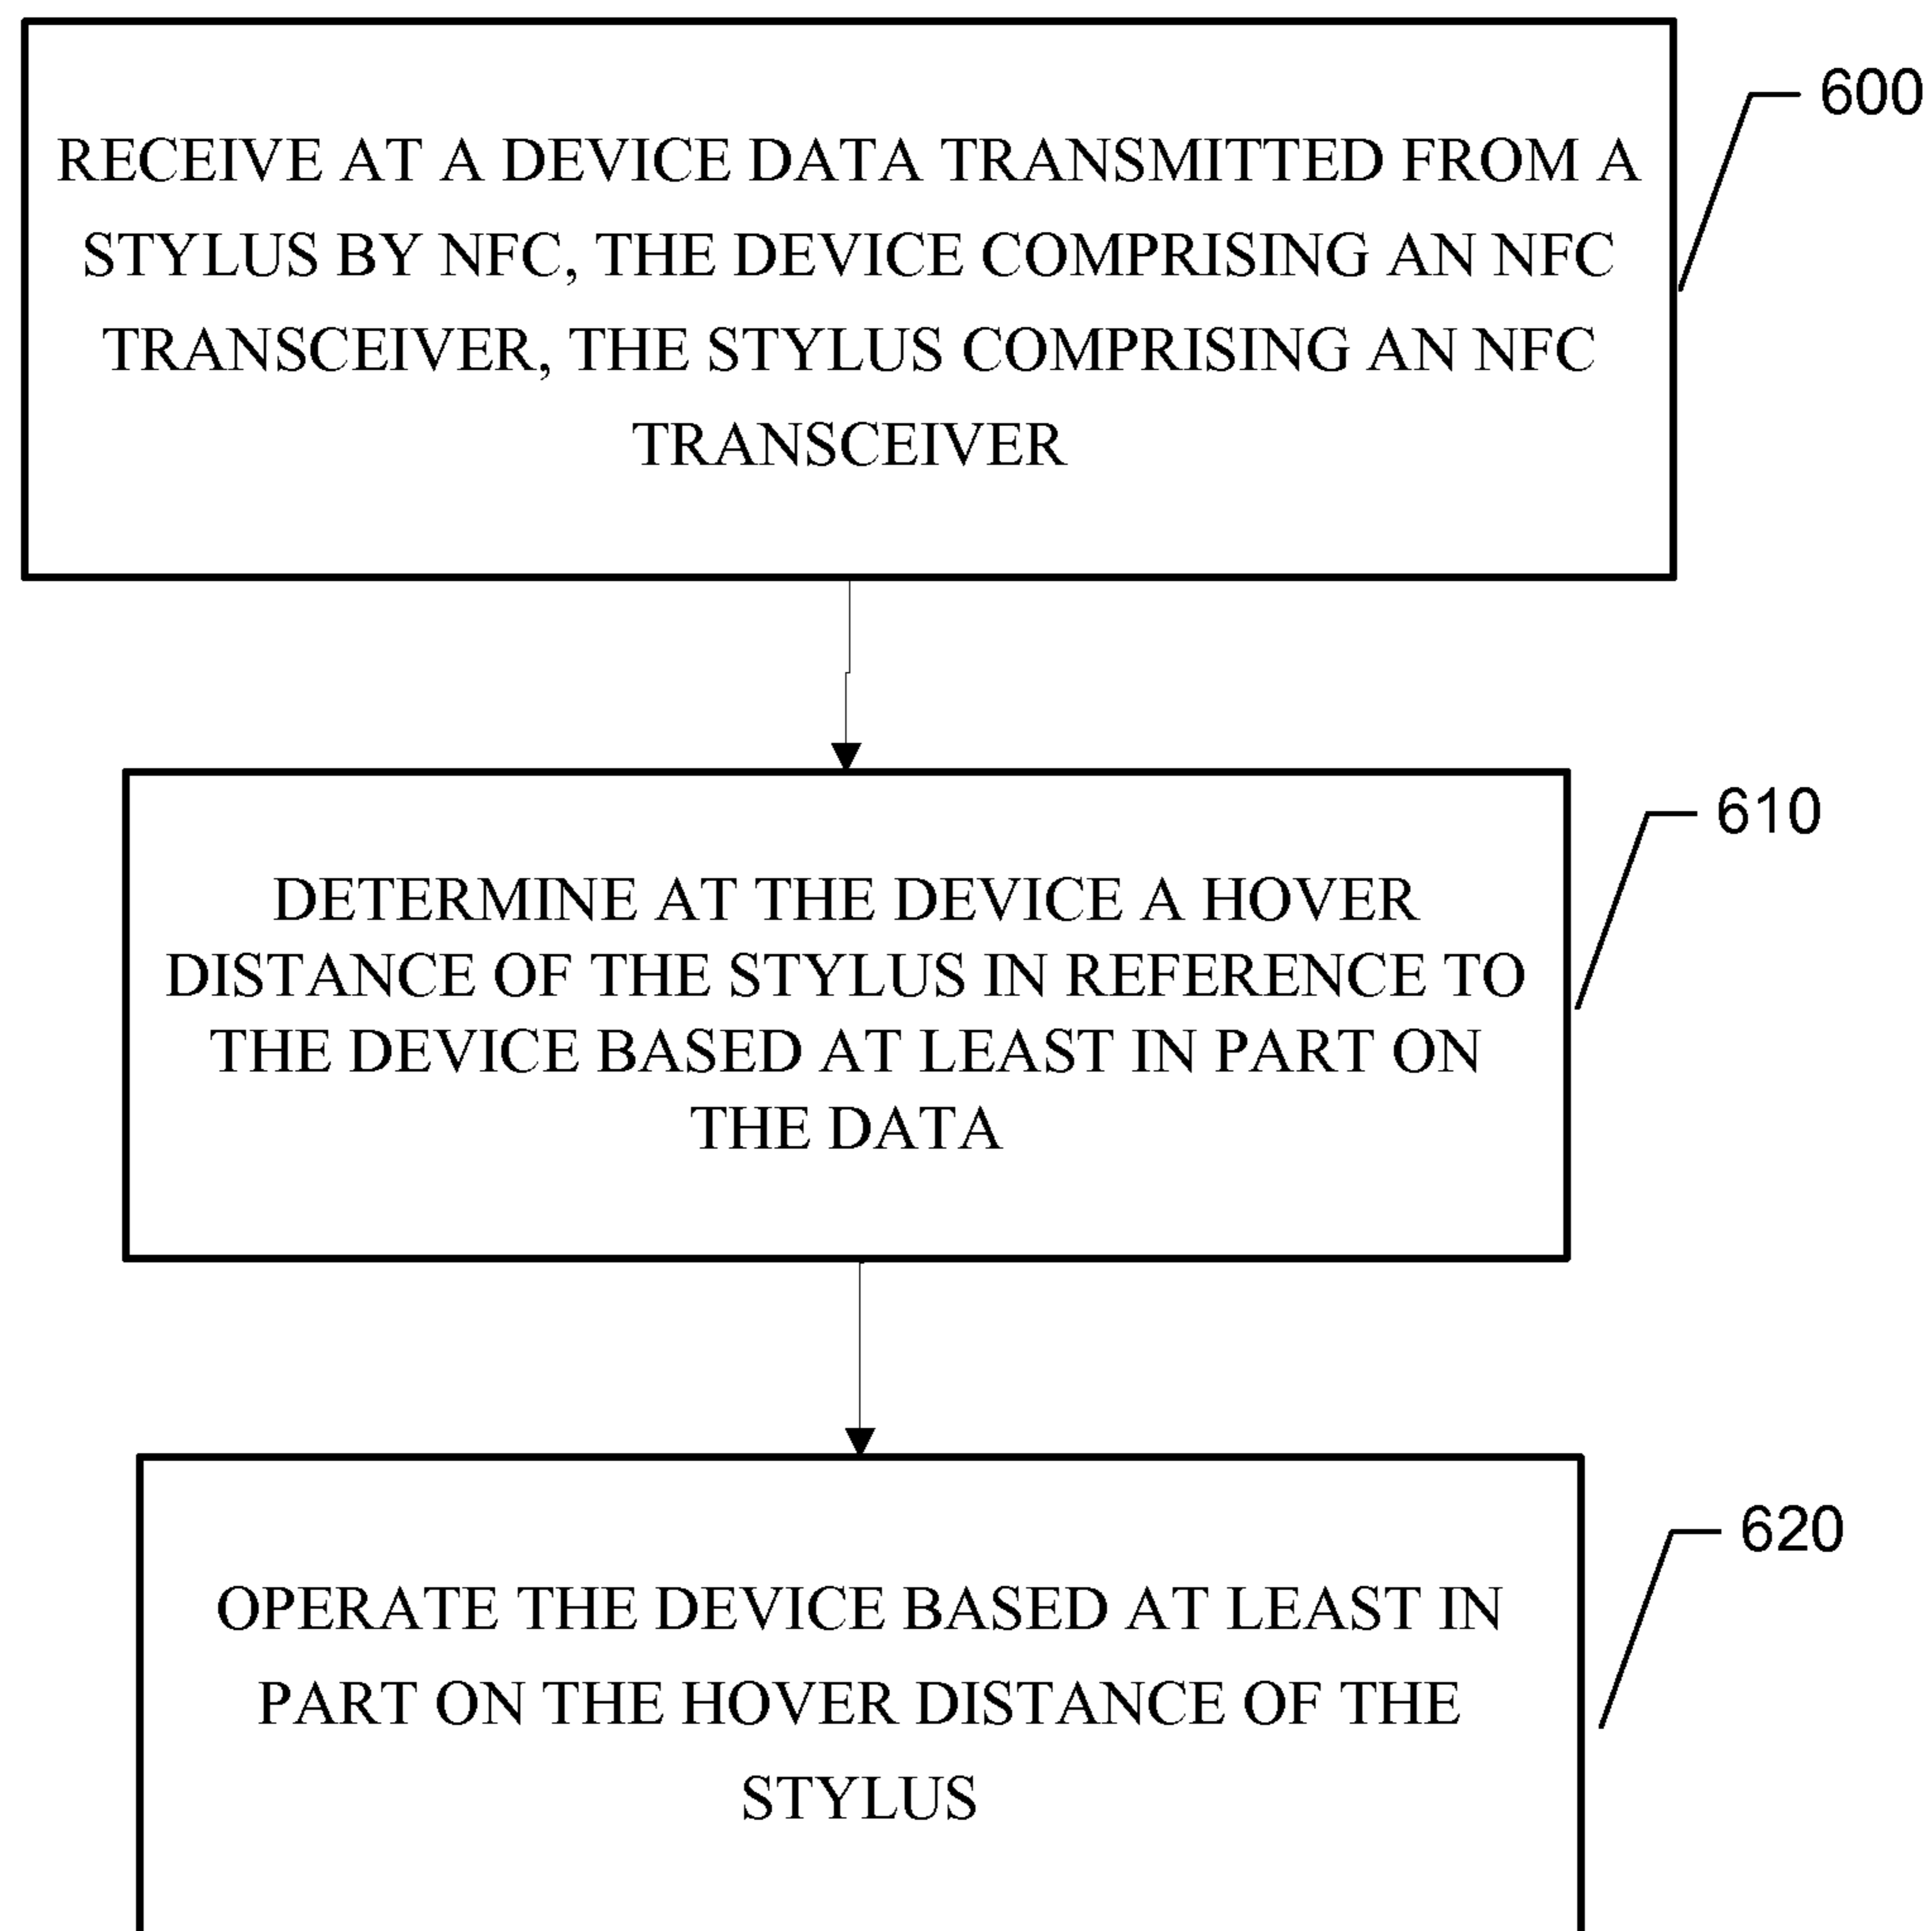 RECEIVE AT A DEVICE DATA TRANSMITTED FROM A
STYLUS BY NFC, THE DEVICE COMPRISING AN NFC
TRANSCEIVER, THE STYLUS COMPRISING AN NFC
TRANSCEIVER
600
DETERMINE AT THE DEVICE A HOVER
DISTANCE OF THE STYLUS IN REFERENCE TO
THE DEVICE BASED AT LEAST IN PART ON
THE DATA
610
OPERATE THE DEVICE BASED AT LEAST IN
PART ON THE HOVER DISTANCE OF THE
STYLUS
620